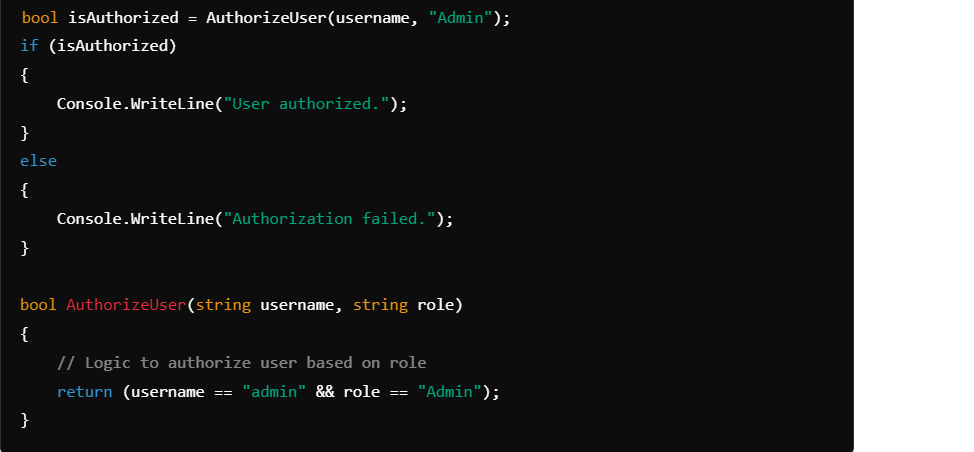 bool isAuthorized = AuthorizeUser(username, "Admin");
if (isAuthorized)
{
    Console.WriteLine("User authorized.");
}
else
{
    Console.WriteLine("Authorization failed.");
}

bool AuthorizeUser(string username, string role)
{
    // Logic to authorize user based on role
    return (username == "admin" && role == "Admin");
}